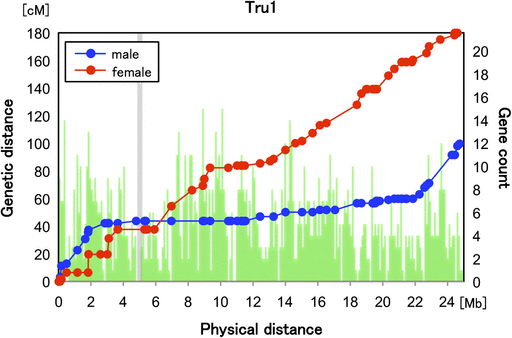 Tru1
[cM]
180
160
140
120
100
80
60
40
20
0
Genetic distance
male
female
20
18
16
14
12
10
8
6
4
2
0
Gene count
0 2 4 6 8 10 12 14 16 18 20 22 24 [Mb]
Physical distance